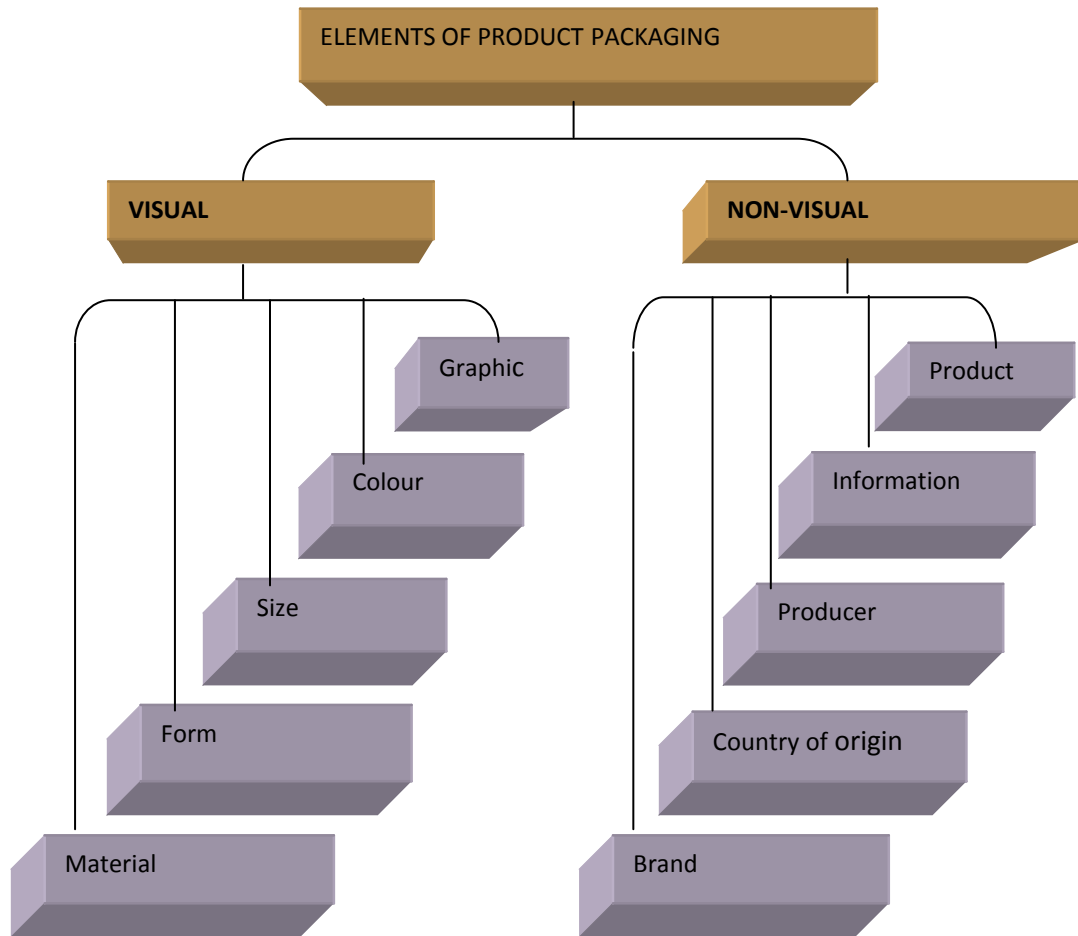 ELEMENTS OF PRODUCT PACKAGING
VISUAL
NON-VISUAL
Graphic
Colour
Size
Form
Material
Product
Information
Producer
Country of origin
Brand